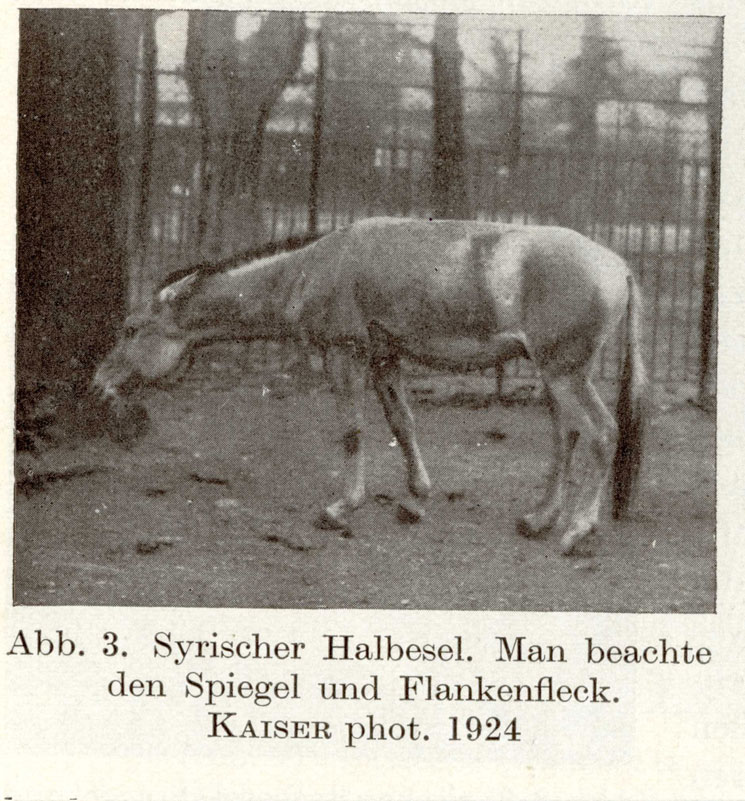 Abb. 3. Syrischer Halbesel. Man beachte
den Spiegel und Flankenfleck.
KAISER phot. 1924